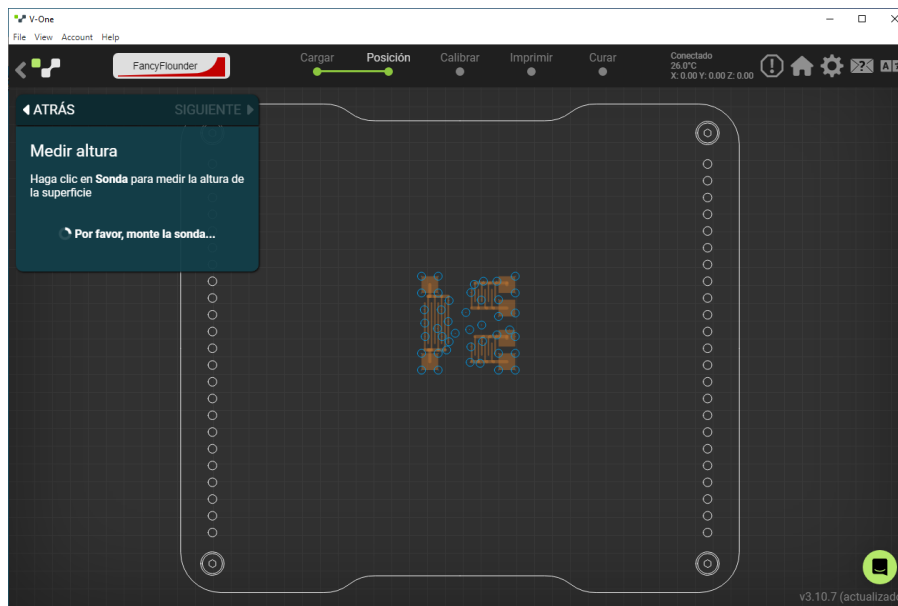 V-One
File View Account Help
FancyFlounder
Cargar Posición Calibrar Imprimir Curar
Conectado
26.0°C
X: 0.00 Y: 0.00 Z: 0.00
ATRÁS SIGUIENTE
Medir altura
Haga clic en Sonda para medir la altura de
la superficie
Por favor, monte la sonda...
v3.10.7 (actualizado